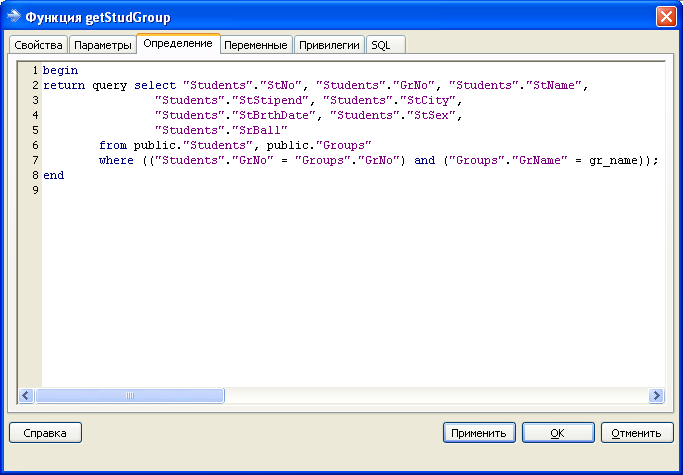 Функция getStudGroup
Свойства Параметры Определение Переменные Привилегии SQL
1 begin
2 return query select "Students"."StNo", "Students"."GrNo", "Students"."StName",
3 "Students"."StStipend", "Students"."StCity",
4 "Students"."StBrthDate", "Students"."StSex",
5 "Students"."SrBall"
6 from public."Students", public."Groups"
7 where (("Students"."GrNo" = "Groups"."GrNo") and ("Groups"."GrName" = gr_name));
8 end
9
Справка Применить OK Отменить